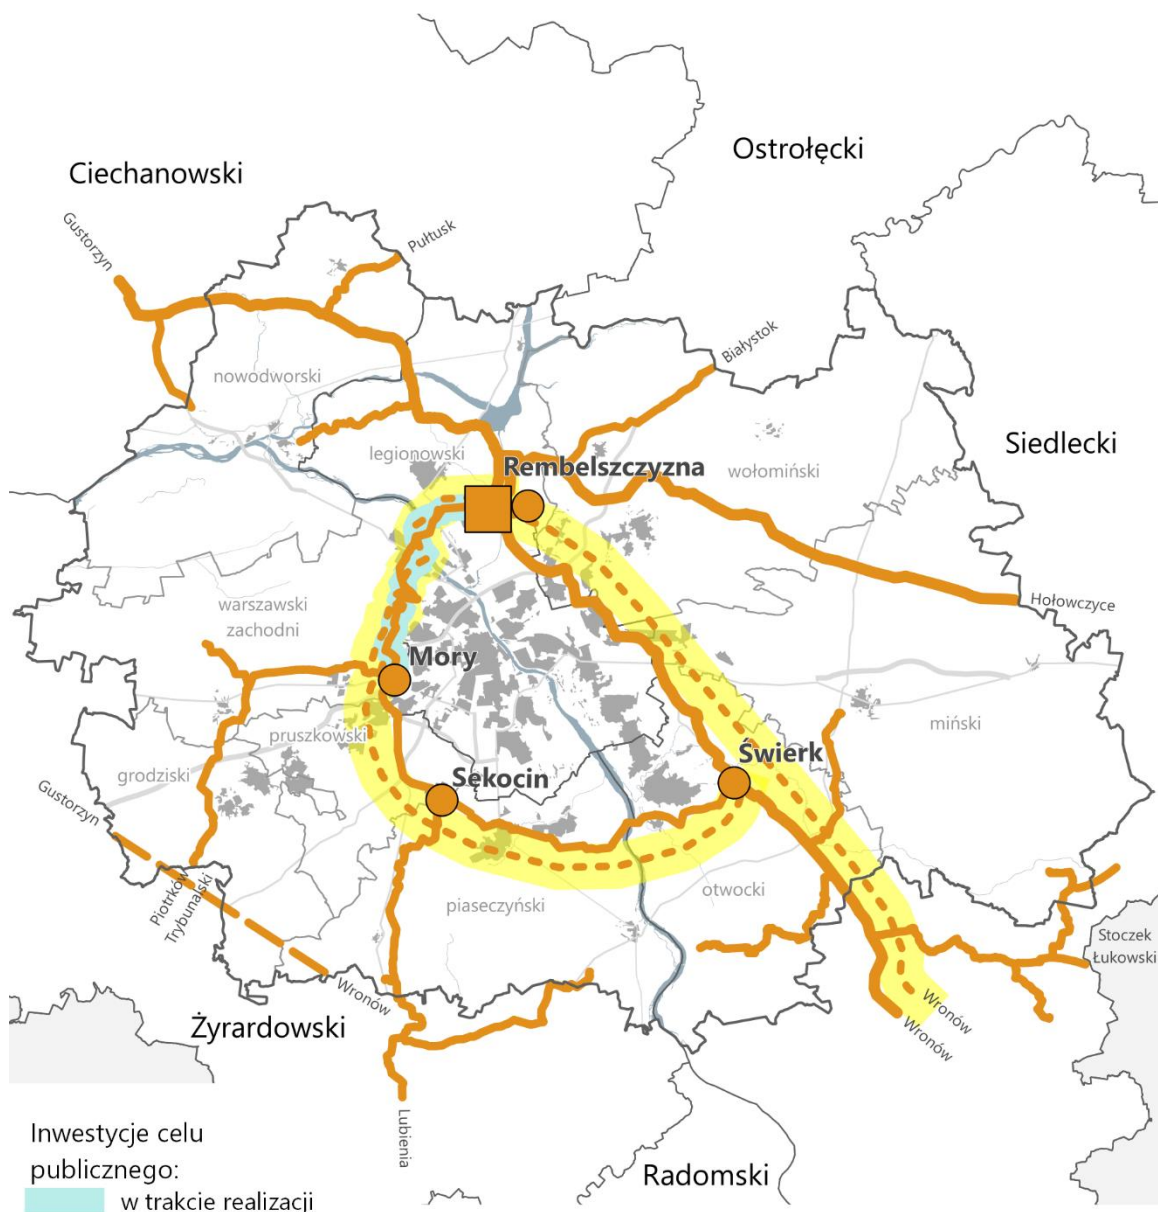 Ostrołęcki
Ciechanowski
Gustorzyn
Pułtusk
Białystok
nowodworski
Siedlecki
legionowski
Rembelszczyzna
wołomiński
Hołowczyce
warszawski
zachodni
Mory
miński
pruszkowski
grodziski
Świerk
Sękocin
Gustorzyn
otwocki
piaseczyński
Piotrków
Trybunalski
Stoczek
Łukowski
Wronów
Wronów
Wronów
Żyrardowski
Lubienia
Radomski
Inwestycje celu
publicznego:
w trakcie realizacji